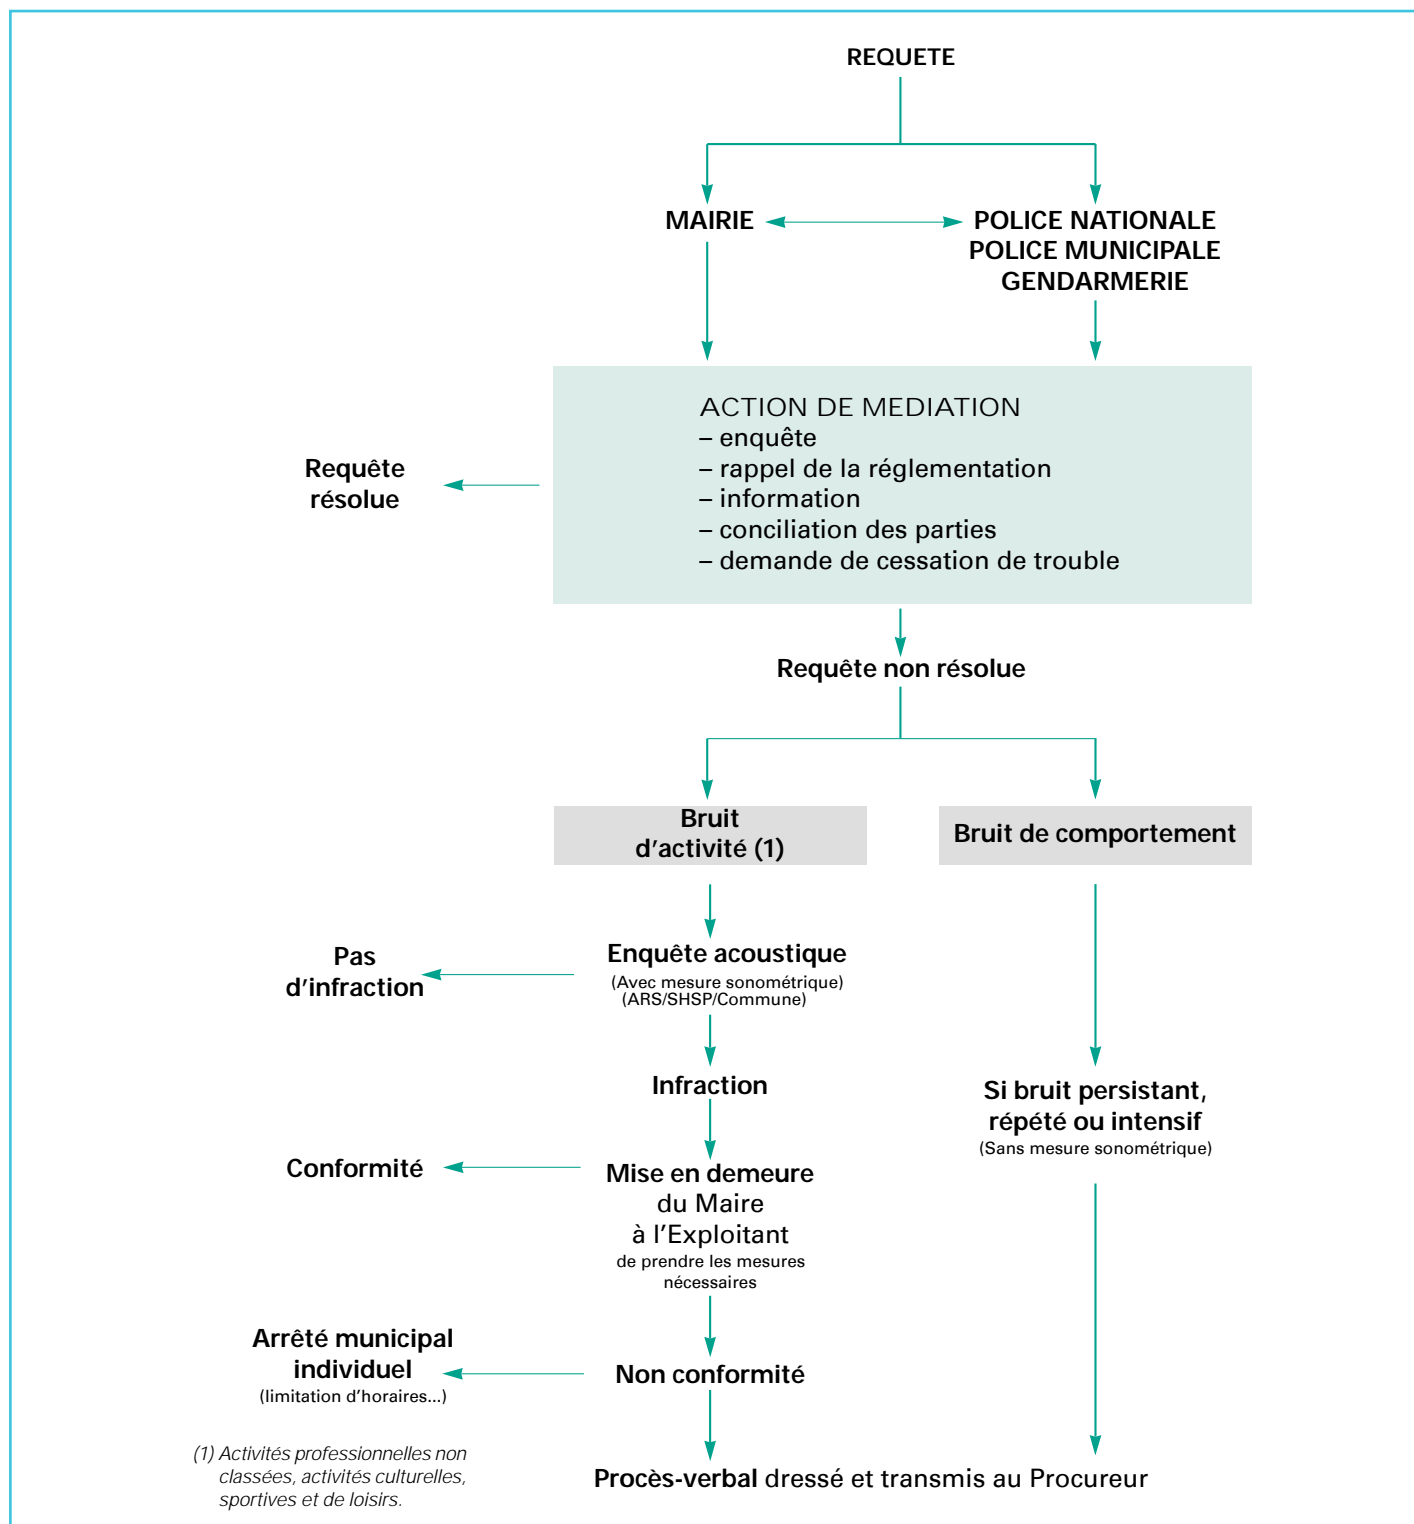 REQUETE
MAIRIE
POLICE NATIONALE
POLICE MUNICIPALE
GENDARMERIE
ACTION DE MEDIATION
– enquête
– rappel de la réglementation
– information
– conciliation des parties
– demande de cessation de trouble
Requête
résolue
Requête non résolue
Bruit
d’activité (1)
Bruit de comportement
Enquête acoustique
(Avec mesure sonométrique)
(ARS/SHSP/Commune)
Pas
d’infraction
Infraction
Si bruit persistant,
répété ou intensif
(Sans mesure sonométrique)
Conformité
Mise en demeure
du Maire
à l’Exploitant
de prendre les mesures
nécessaires
Arrêté municipal
individuel
(limitation d’horaires...)
Non conformité
(1) Activités professionnelles non
classées, activités culturelles,
sportives et de loisirs.
Procès-verbal dressé et transmis au Procureur